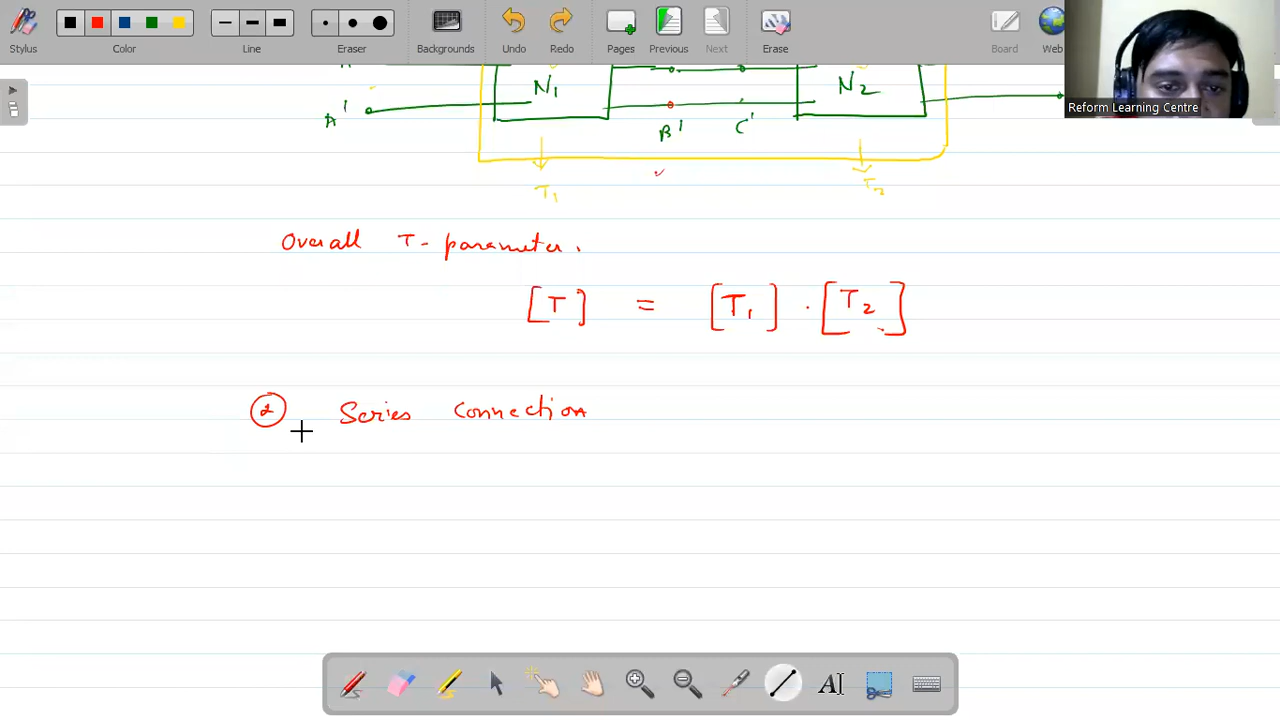 Stylus
Color
Line
Eraser
Backgrounds
Undo
Redo
Pages
Previous
Next
Erase
Board
Web
Reform Learning Centre
N1
N2
A'
B'
C'
T1
T2
Overall T-parameter.
[T] = [T1] . [T2]
2 Series Connection